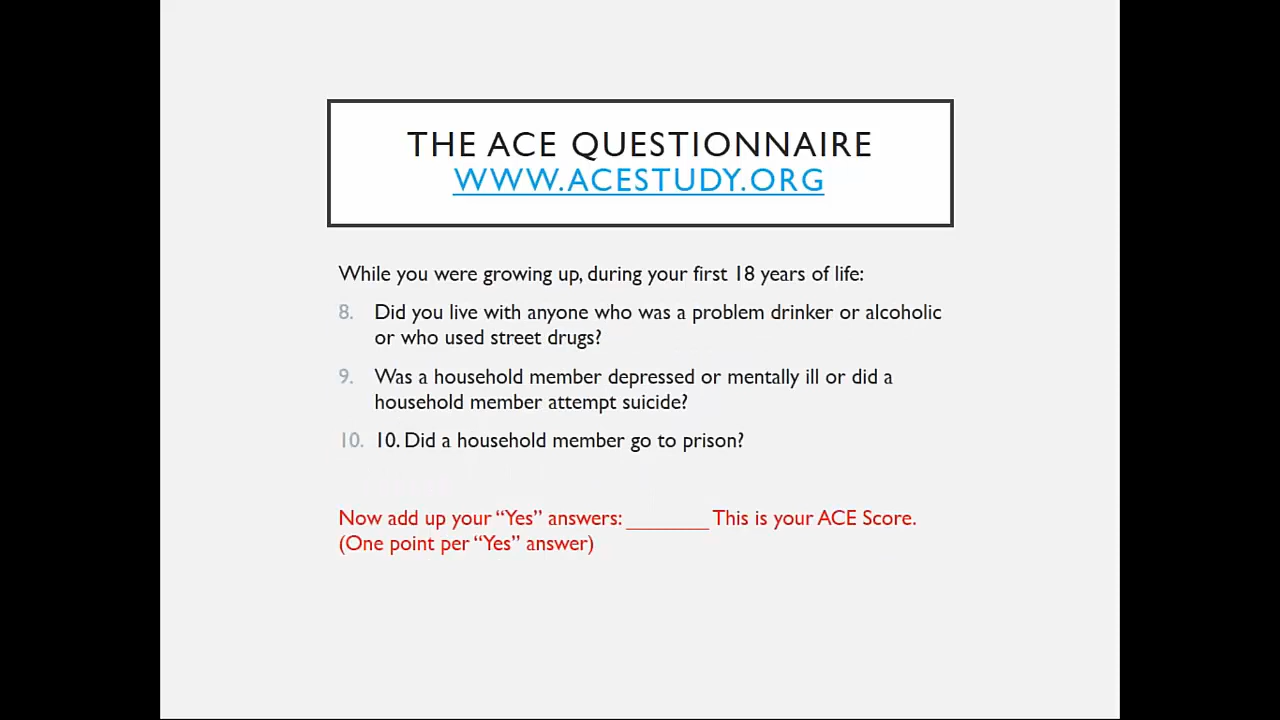 THE ACE QUESTIONNAIRE
WWW.ACESTUDY.ORG
While you were growing up, during your first 18 years of life:
8. Did you live with anyone who was a problem drinker or alcoholic
or who used street drugs?
9. Was a household member depressed or mentally ill or did a
household member attempt suicide?
10. 10. Did a household member go to prison?
Now add up your “Yes” answers: _______ This is your ACE Score.
(One point per “Yes” answer)